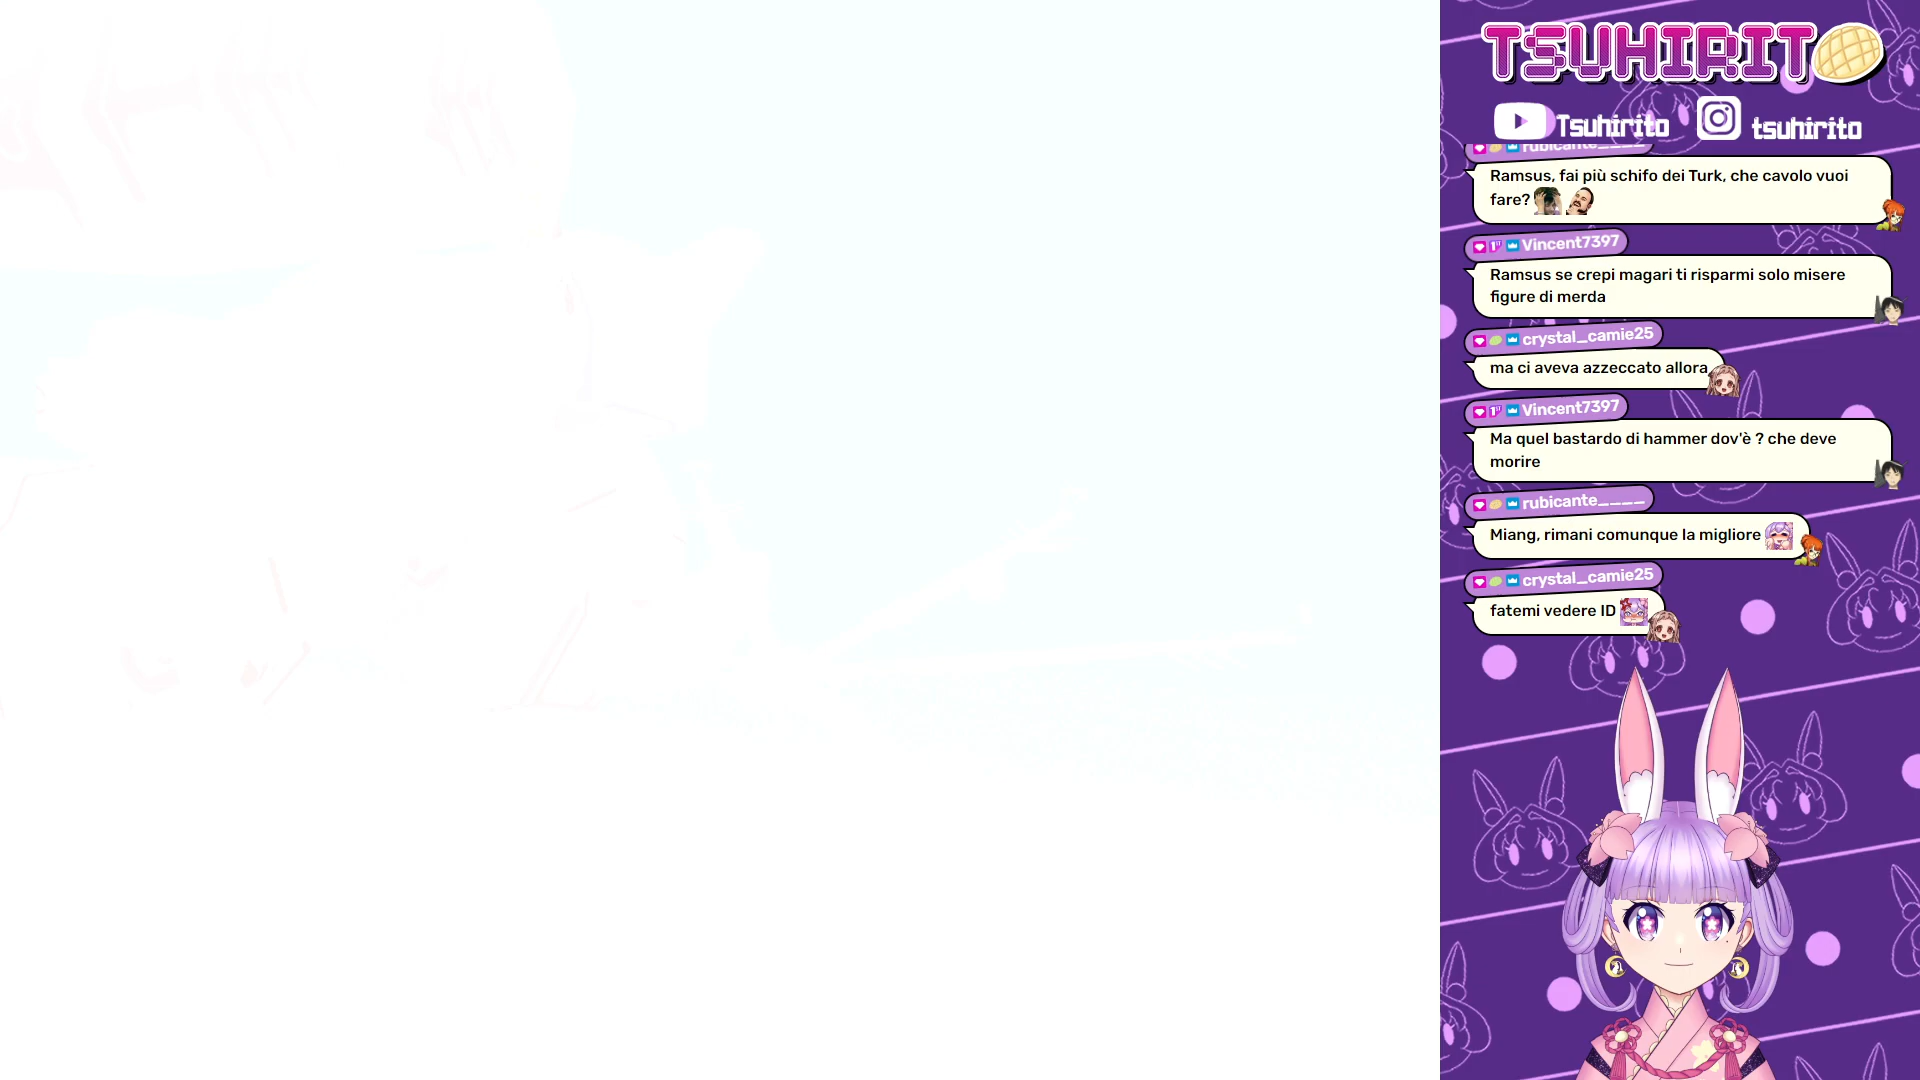 TSUHIRITO
Tsuhirito
tsuhirito
rubicante____
Ramsus, fai più schifo dei Turk, che cavolo vuoi
fare?
Vincent7397
Ramsus se crepi magari ti risparmi solo misere
figure di merda
crystal_camie25
ma ci aveva azzeccato allora
Vincent7397
Ma quel bastardo di hammer dov'è ? che deve
morire
rubicante____
Miang, rimani comunque la migliore
crystal_camie25
fatemi vedere ID